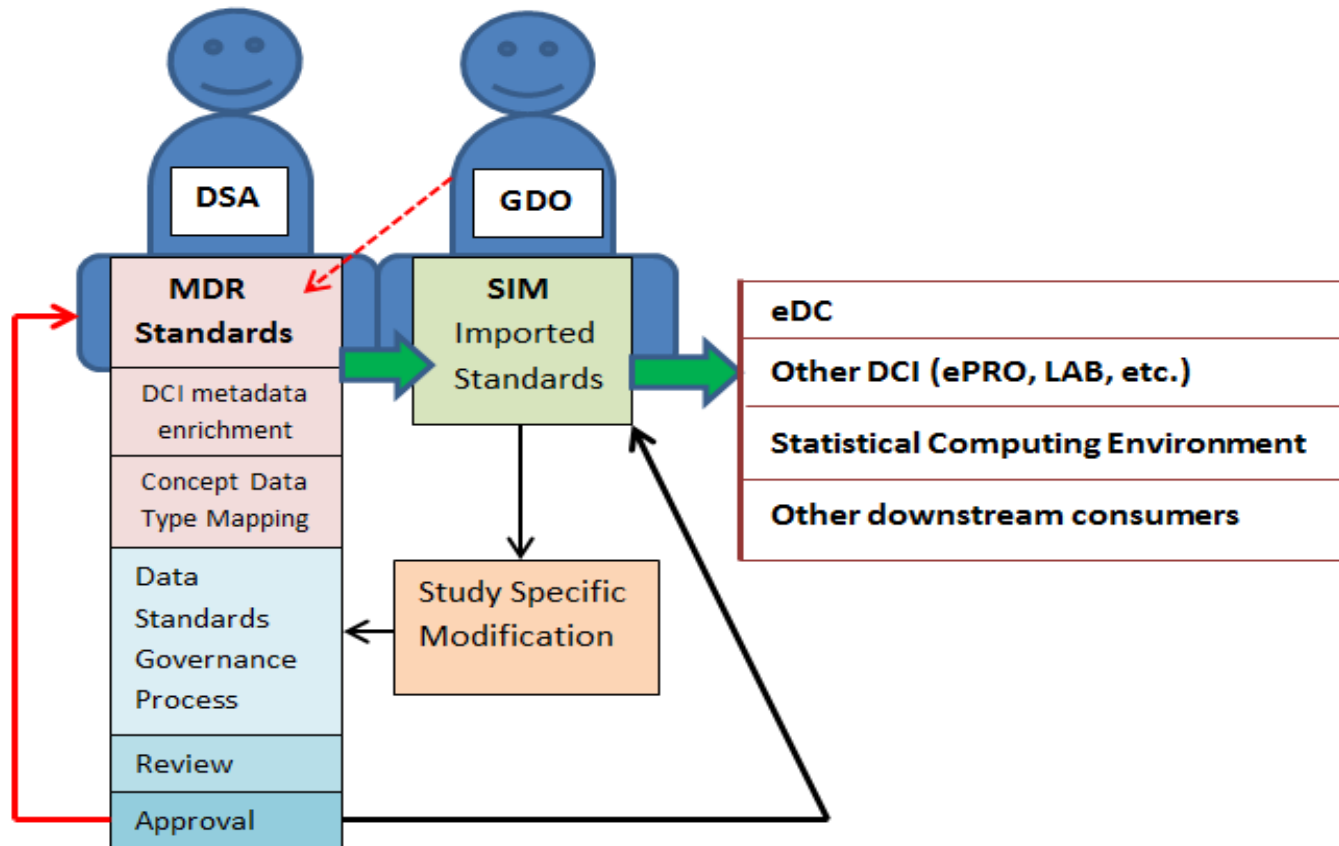 DSA
GDO
MDR
Standards
DCI metadata
enrichment
Concept Data
Type Mapping
Data
Standards
Governance
Process
Review
Approval
SIM
Imported
Standards
Study Specific
Modification
eDC
Other DCI (ePRO, LAB, etc.)
Statistical Computing Environment
Other downstream consumers